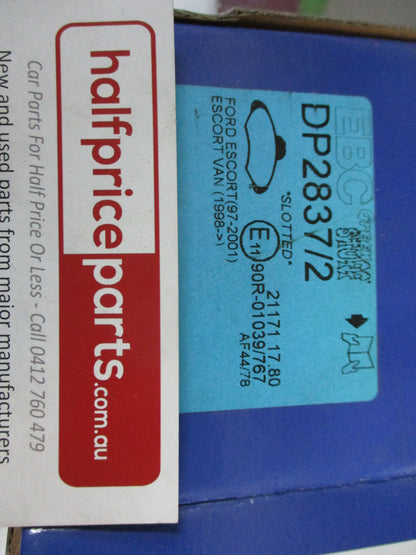 EBC
DP2837/2
*SLOTTED*
FORD ESCORT(97-2001)
ESCORT VAN (1998->)
21171 17.80
E11 90R-01039/767
AF44/78
halfpriceparts.com.au
Car Parts For Half Price Or Less - Call 0412 760 479
New and used parts from major manufacturers